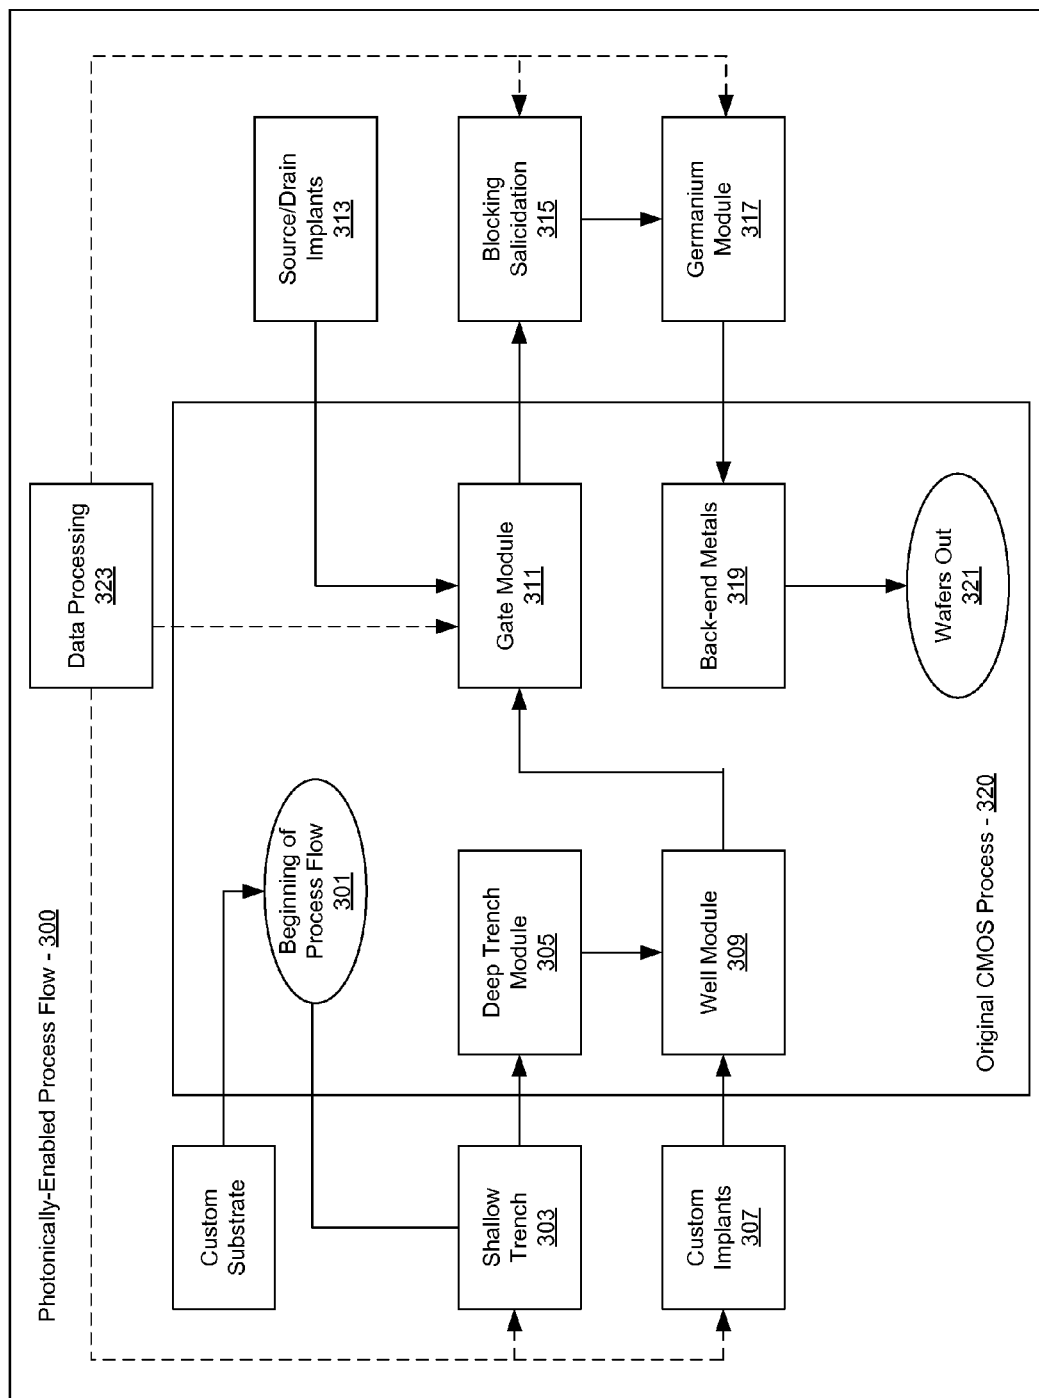 Photonically-Enabled Process Flow - 300
Data Processing
323
Custom
Substrate
Beginning of
Process Flow
301
Source/Drain
Implants
313
Shallow
Trench
303
Deep Trench
Module
305
Gate Module
311
Blocking
Salicidation
315
Custom
Implants
307
Well Module
309
Back-end Metals
319
Germanium
Module
317
Wafers Out
321
Original CMOS Process - 320